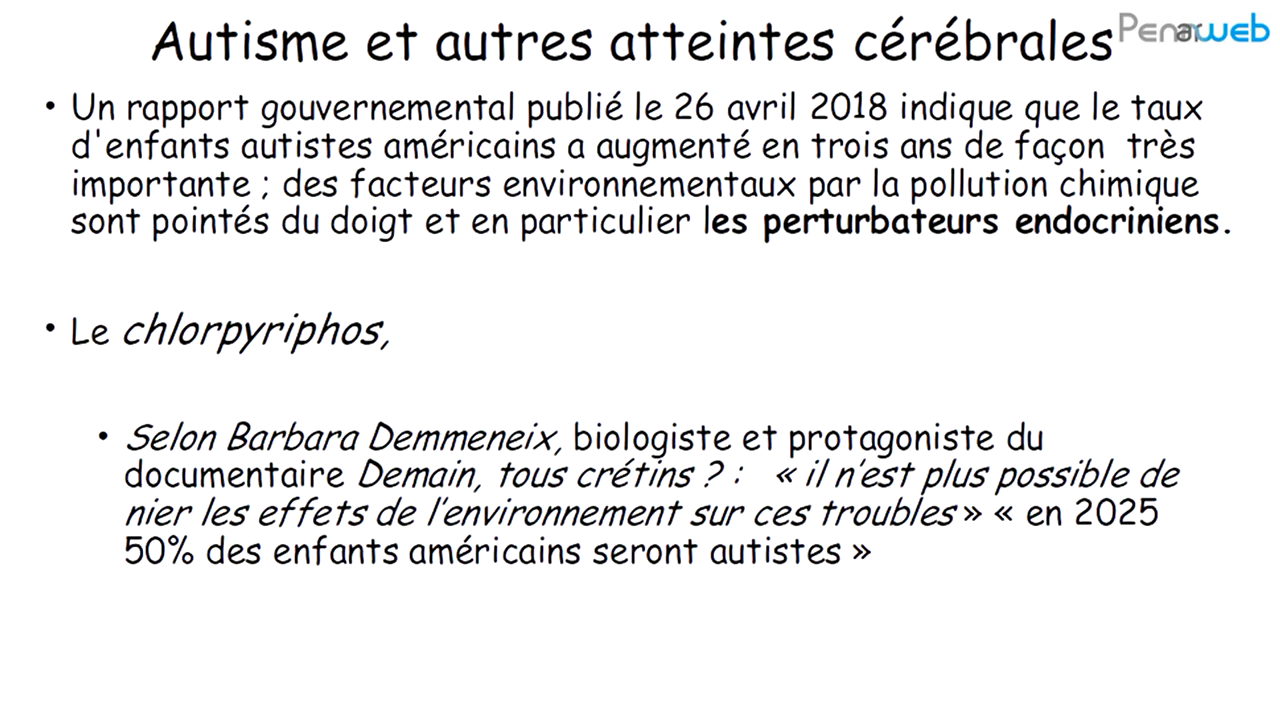 Autisme et autres atteintes cérébrales
• Un rapport gouvernemental publié le 26 avril 2018 indique que le taux
d'enfants autistes américains a augmenté en trois ans de façon très
importante ; des facteurs environnementaux par la pollution chimique
sont pointés du doigt et en particulier les perturbateurs endocriniens.
• Le chlorpyriphos,
• Selon Barbara Demmeneix, biologiste et protagoniste du
documentaire Demain, tous crétins ? : « il n'est plus possible de
nier les effets de l'environnement sur ces troubles » « en 2025
50% des enfants américains seront autistes »